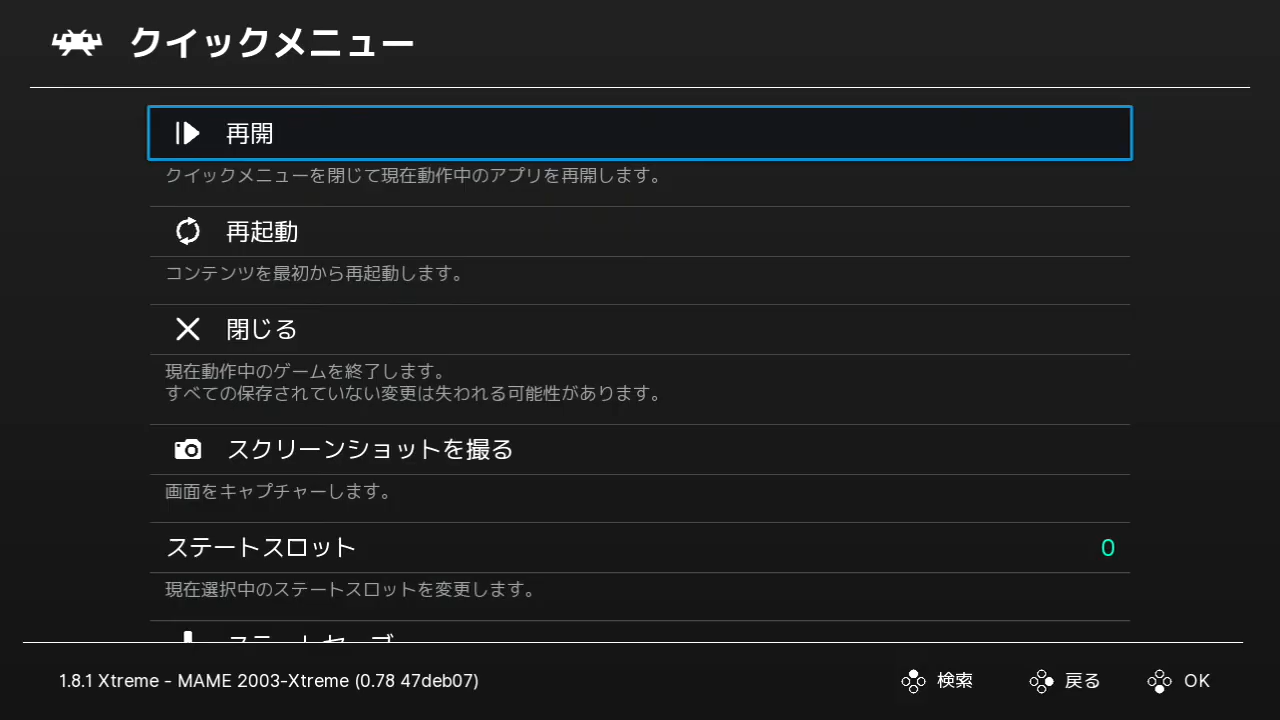 クイックメニュー
再開
クイックメニューを閉じて現在動作中のアプリを再開します。
再起動
コンテンツを最初から再起動します。
閉じる
現在動作中のゲームを終了します。
すべての保存されていない変更は失われる可能性があります。
スクリーンショットを撮る
画面をキャプチャーします。
ステートスロット 0
現在選択中のステートスロットを変更します。
ステートセーブ
1.8.1 Xtreme - MAME 2003-Xtreme (0.78 47deb07) 検索 戻る OK